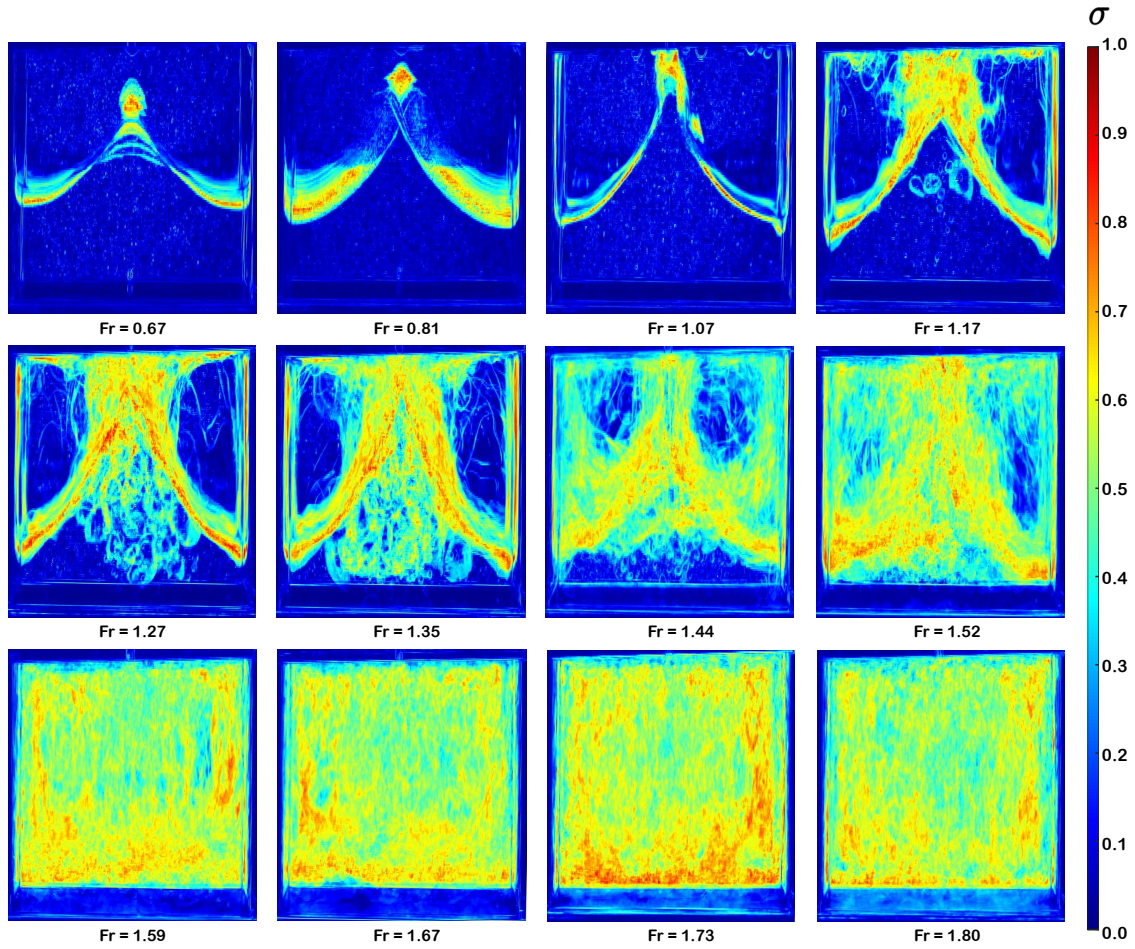 σ
1.0
Fr = 0.67
Fr = 0.81
Fr = 1.07
Fr = 1.17
0.9
0.8
0.7
0.6
Fr = 1.27
Fr = 1.35
Fr = 1.44
Fr = 1.52
0.5
0.4
0.3
0.2
0.1
Fr = 1.59
Fr = 1.67
Fr = 1.73
Fr = 1.80
0.0